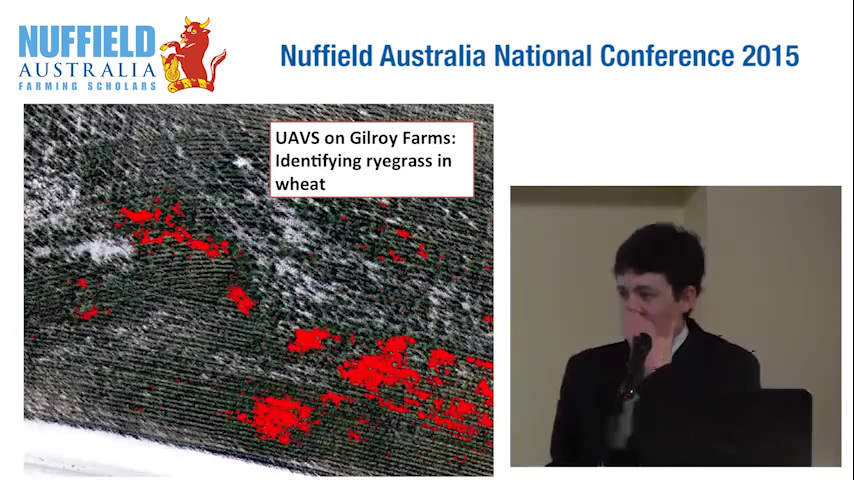 NUFFIELD
AUSTRALIA
FARMING SCHOLARS
Nuffield Australia National Conference 2015
UAVS on Gilroy Farms:
Identifying ryegrass in
wheat